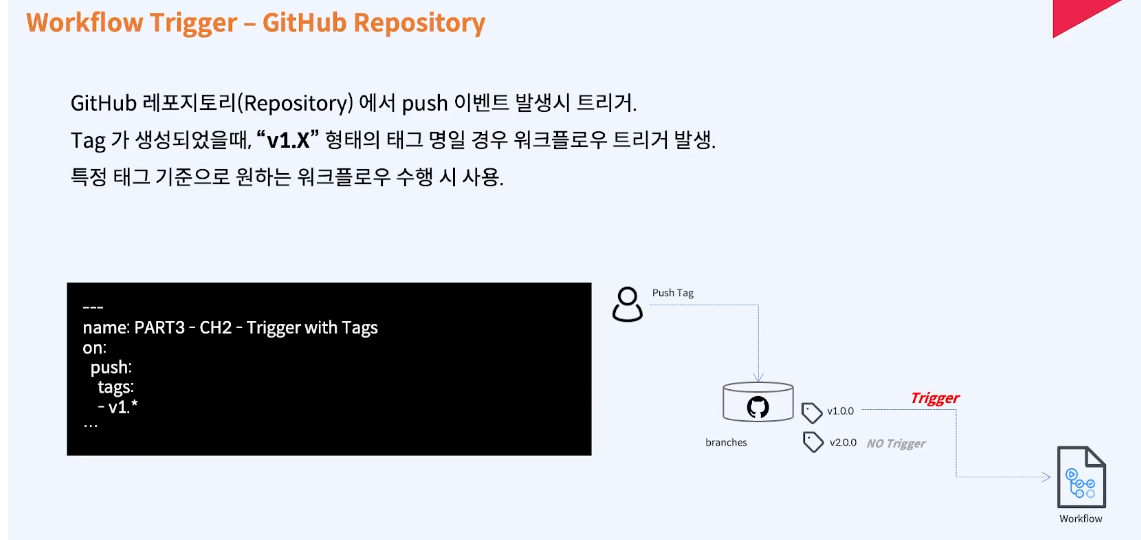 Workflow Trigger – GitHub Repository
GitHub 레포지토리(Repository) 에서 push 이벤트 발생시 트리거.
Tag 가 생성되었을때, “v1.X” 형태의 태그 명일 경우 워크플로우 트리거 발생.
특정 태그 기준으로 원하는 워크플로우 수행 시 사용.
---
name: PART3 - CH2 - Trigger with Tags
on:
  push:
    tags:
    - v1.*
...
Push Tag
Trigger
v1.0.0
branches
v2.0.0 NO Trigger
Workflow